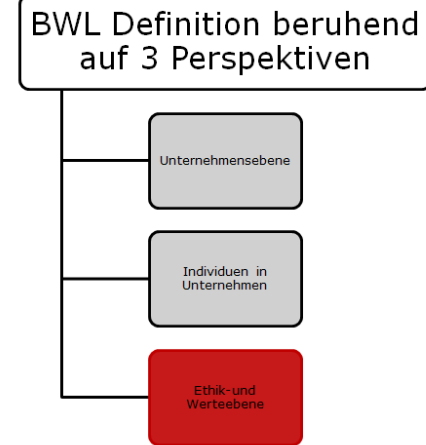 BWL Definition beruhend
auf 3 Perspektiven
Unternehmensebene
Individuen in
Unternehmen
Ethik-und
Werteebene